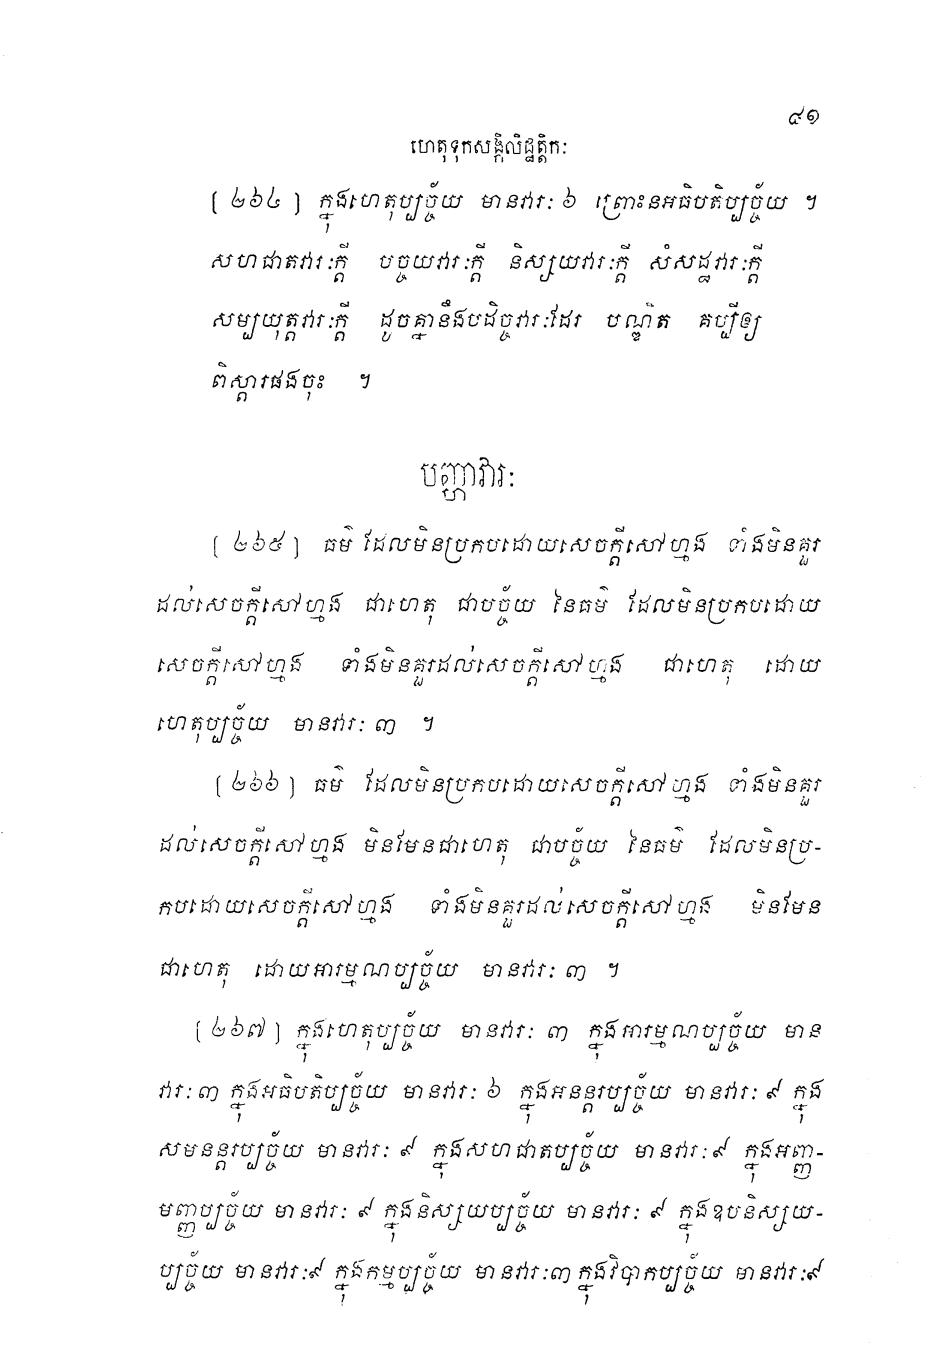 ៩១
ហេតុទុកសង្កិលិដ្ឋត្តិកៈ
[ ២៦៤ ] ក្នុងហេតុប្បច្ច័យ មានវារៈ ៦ ព្រោះនអធិបតិប្បច្ច័យ ។
សហជាតវារៈក្តី បច្ចយវារៈក្តី និស្សយវារៈក្តី សំសដ្ឋវារៈក្តី
សម្បយុត្តវារៈក្តី ដូចគ្នានឹងបដិច្ចវារៈដែរ បណ្ឌិត គប្បីឲ្យ
ពិស្តារផងចុះ ។
បញ្ហាវារៈ
[ ២៦៥ ] ធម៌ ដែលមិនប្រកបដោយសេចក្តីសៅហ្មង ទាំងមិនគួរ
ដល់សេចក្តីសៅហ្មង ជាហេតុ ជាបច្ច័យ នៃធម៌ ដែលមិនប្រកបដោយ
សេចក្តីសៅហ្មង ទាំងមិនគួរដល់សេចក្តីសៅហ្មង ជាហេតុ ដោយ
ហេតុប្បច្ច័យ មានវារៈ ៣ ។
[ ២៦៦ ] ធម៌ ដែលមិនប្រកបដោយសេចក្តីសៅហ្មង ទាំងមិនគួរ
ដល់សេចក្តីសៅហ្មង មិនមែនជាហេតុ ជាបច្ច័យ នៃធម៌ ដែលមិនប្រ-
កបដោយសេចក្តីសៅហ្មង ទាំងមិនគួរដល់សេចក្តីសៅហ្មង មិនមែន
ជាហេតុ ដោយអារម្មណប្បច្ច័យ មានវារៈ ៣ ។
[ ២៦៧ ] ក្នុងហេតុប្បច្ច័យ មានវារៈ ៣ ក្នុងអារម្មណប្បច្ច័យ មាន
វារៈ ៣ ក្នុងអធិបតិប្បច្ច័យ មានវារៈ ៦ ក្នុងអនន្តរប្បច្ច័យ មានវារៈ ៩ ក្នុង
សមនន្តរប្បច្ច័យ មានវារៈ ៩ ក្នុងសហជាតប្បច្ច័យ មានវារៈ ៩ ក្នុងអញ្ញ-
មញ្ញប្បច្ច័យ មានវារៈ ៩ ក្នុងនិស្សយប្បច្ច័យ មានវារៈ ៩ ក្នុងឧបនិស្សយ-
ប្បច្ច័យ មានវារៈ ៩ ក្នុងកម្មប្បច្ច័យ មានវារៈ ៣ ក្នុងវិបាកប្បច្ច័យ មានវារៈ ៩